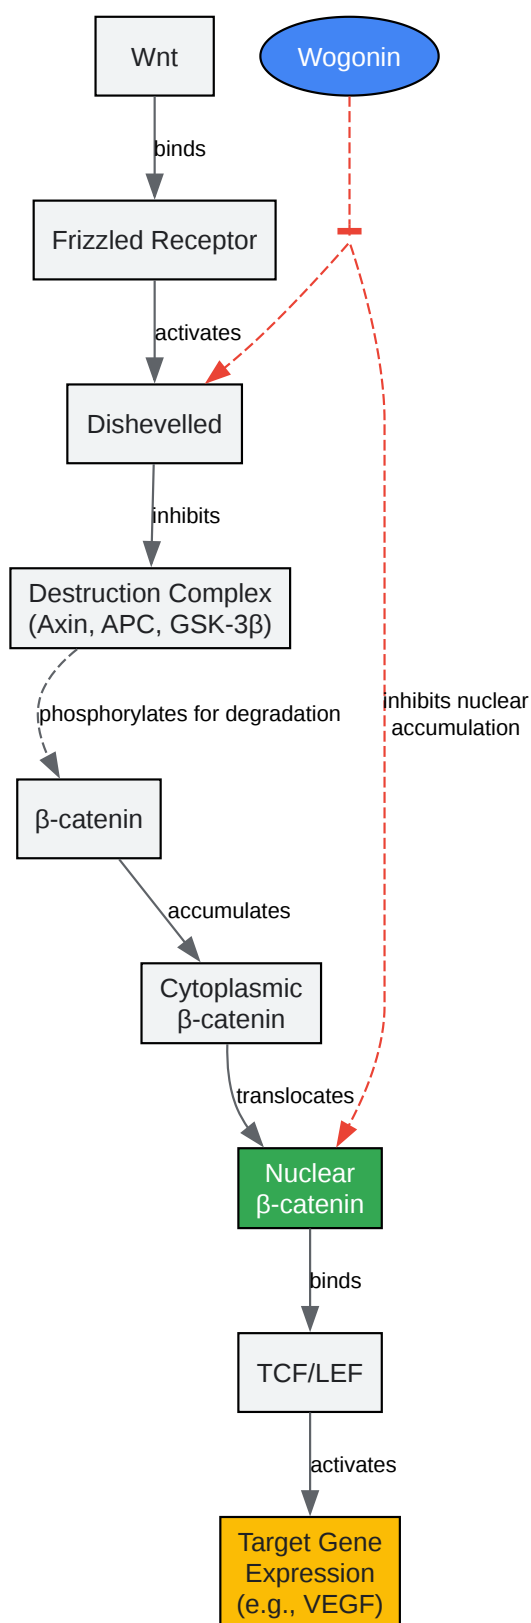 Wnt
Wogonin
binds
Frizzled Receptor
activates
Dishevelled
inhibits
Destruction Complex
(Axin, APC, GSK-3β)
phosphorylates for degradation
inhibits nuclear
accumulation
β-catenin
accumulates
Cytoplasmic
β-catenin
translocates
Nuclear
β-catenin
binds
TCF/LEF
activates
Target Gene
Expression
(e.g., VEGF)